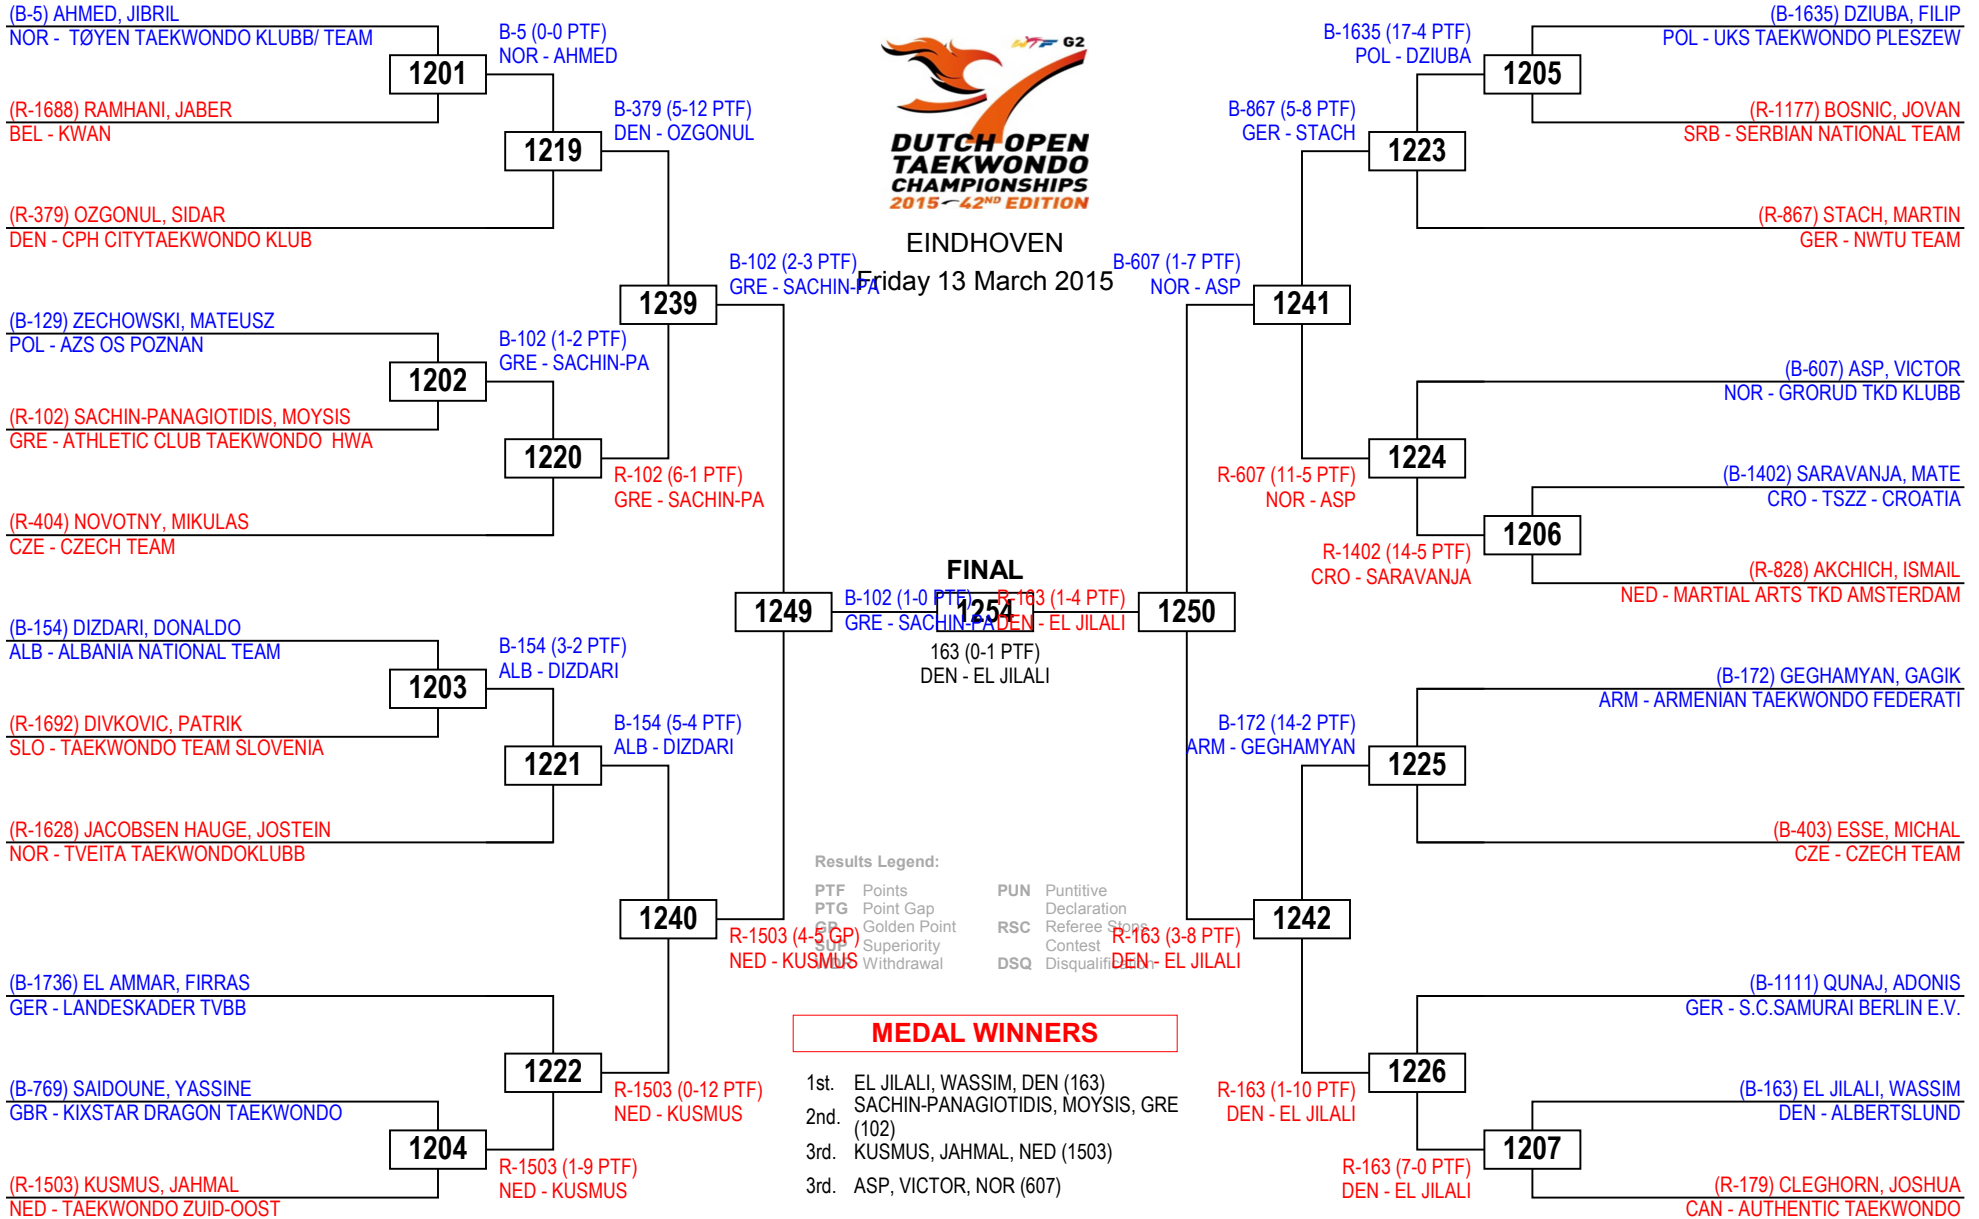 (B-5) AHMED, JIBRIL
NOR - TØYEN TAEKWONDO KLUBB/ TEAM
1201
(R-1688) RAMHANI, JABER
BEL - KWAN
B-5 (0-0 PTF)
NOR - AHMED
1219
(R-379) OZGONUL, SIDAR
DEN - CPH CITYTAEKWONDO KLUB
B-379 (5-12 PTF)
DEN - OZGONUL
1239
(B-129) ZECHOWSKI, MATEUSZ
POL - AZS OS POZNAN
1202
(R-102) SACHIN-PANAGIOTIDIS, MOYSIS
GRE - ATHLETIC CLUB TAEKWONDO HWA
B-102 (1-2 PTF)
GRE - SACHIN-PA
1220
(R-404) NOVOTNY, MIKULAS
CZE - CZECH TEAM
R-102 (6-1 PTF)
GRE - SACHIN-PA
B-102 (2-3 PTF)
GRE - SACHIN-PA
1249
(B-154) DIZDARI, DONALDO
ALB - ALBANIA NATIONAL TEAM
1203
(R-1692) DIVKOVIC, PATRIK
SLO - TAEKWONDO TEAM SLOVENIA
B-154 (3-2 PTF)
ALB - DIZDARI
1221
(R-1628) JACOBSEN HAUGE, JOSTEIN
NOR - TVEITA TAEKWONDOKLUBB
B-154 (5-4 PTF)
ALB - DIZDARI
1240
(B-1736) EL AMMAR, FIRRAS
GER - LANDESKADER TVBB
1222
(B-769) SAIDOUNE, YASSINE
GBR - KIXSTAR DRAGON TAEKWONDO
1204
(R-1503) KUSMUS, JAHMAL
NED - TAEKWONDO ZUID-OOST
R-1503 (1-9 PTF)
NED - KUSMUS
R-1503 (0-12 PTF)
NED - KUSMUS
R-1503 (4-5 GP)
NED - KUSMUS
WTF G2
DUTCH OPEN
TAEKWONDO
CHAMPIONSHIPS
2015 - 42ND EDITION
EINDHOVEN
Friday 13 March 2015
FINAL
B-102 (1-0 PTF)
GRE - SACHIN-PA
1254
R-163 (1-4 PTF)
DEN - EL JILALI
163 (0-1 PTF)
DEN - EL JILALI
Results Legend:
PTF Points
PTG Point Gap
GP Golden Point
SUP Superiority
WDR Withdrawal
PUN Puntitive
Declaration
RSC Referee Stops
Contest
DSQ Disqualification
MEDAL WINNERS
1st. EL JILALI, WASSIM, DEN (163)
2nd. SACHIN-PANAGIOTIDIS, MOYSIS, GRE
(102)
3rd. KUSMUS, JAHMAL, NED (1503)
3rd. ASP, VICTOR, NOR (607)
(B-1635) DZIUBA, FILIP
POL - UKS TAEKWONDO PLESZEW
1205
(R-1177) BOSNIC, JOVAN
SRB - SERBIAN NATIONAL TEAM
B-1635 (17-4 PTF)
POL - DZIUBA
1223
(R-867) STACH, MARTIN
GER - NWTU TEAM
B-867 (5-8 PTF)
GER - STACH
1241
(B-607) ASP, VICTOR
NOR - GRORUD TKD KLUBB
1224
(B-1402) SARAVANJA, MATE
CRO - TSZZ - CROATIA
1206
(R-828) AKCHICH, ISMAIL
NED - MARTIAL ARTS TKD AMSTERDAM
R-1402 (14-5 PTF)
CRO - SARAVANJA
R-607 (11-5 PTF)
NOR - ASP
B-607 (1-7 PTF)
NOR - ASP
1250
(B-172) GEGHAMYAN, GAGIK
ARM - ARMENIAN TAEKWONDO FEDERATI
1225
(B-403) ESSE, MICHAL
CZE - CZECH TEAM
B-172 (14-2 PTF)
ARM - GEGHAMYAN
1242
(B-1111) QUNAJ, ADONIS
GER - S.C.SAMURAI BERLIN E.V.
1226
(B-163) EL JILALI, WASSIM
DEN - ALBERTSLUND
1207
(R-179) CLEGHORN, JOSHUA
CAN - AUTHENTIC TAEKWONDO
R-163 (7-0 PTF)
DEN - EL JILALI
R-163 (1-10 PTF)
DEN - EL JILALI
R-163 (3-8 PTF)
DEN - EL JILALI